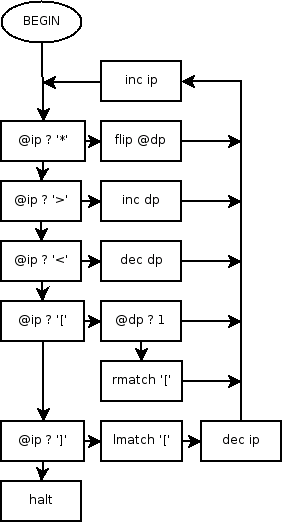 BEGIN
inc ip
@ip ? '*'
flip @dp
@ip ? '>'
inc dp
@ip ? '<'
dec dp
@ip ? '['
@dp ? 1
rmatch '['
@ip ? ']'
lmatch '['
dec ip
halt